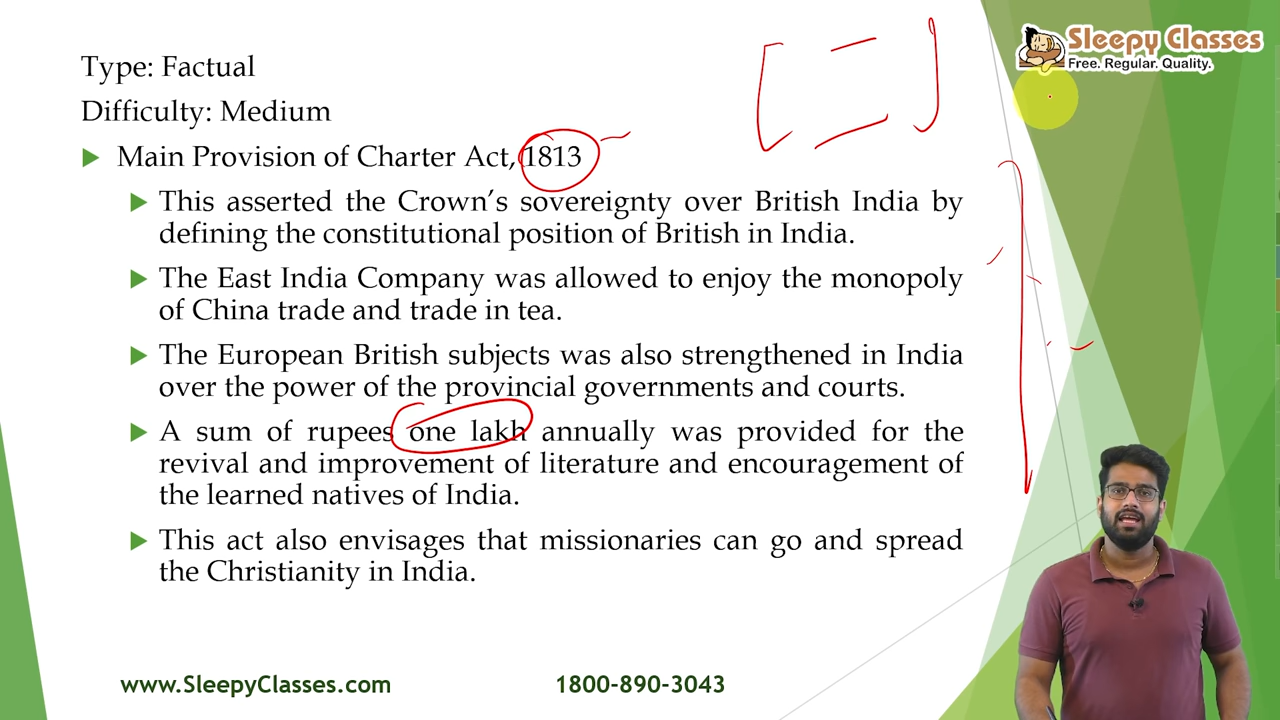 Sleepy Classes
Free. Regular. Quality.
Type: Factual
Difficulty: Medium
Main Provision of Charter Act, 1813
This asserted the Crown’s sovereignty over British India by
defining the constitutional position of British in India.
The East India Company was allowed to enjoy the monopoly
of China trade and trade in tea.
The European British subjects was also strengthened in India
over the power of the provincial governments and courts.
A sum of rupees one lakh annually was provided for the
revival and improvement of literature and encouragement of
the learned natives of India.
This act also envisages that missionaries can go and spread
the Christianity in India.
www.SleepyClasses.com
1800-890-3043